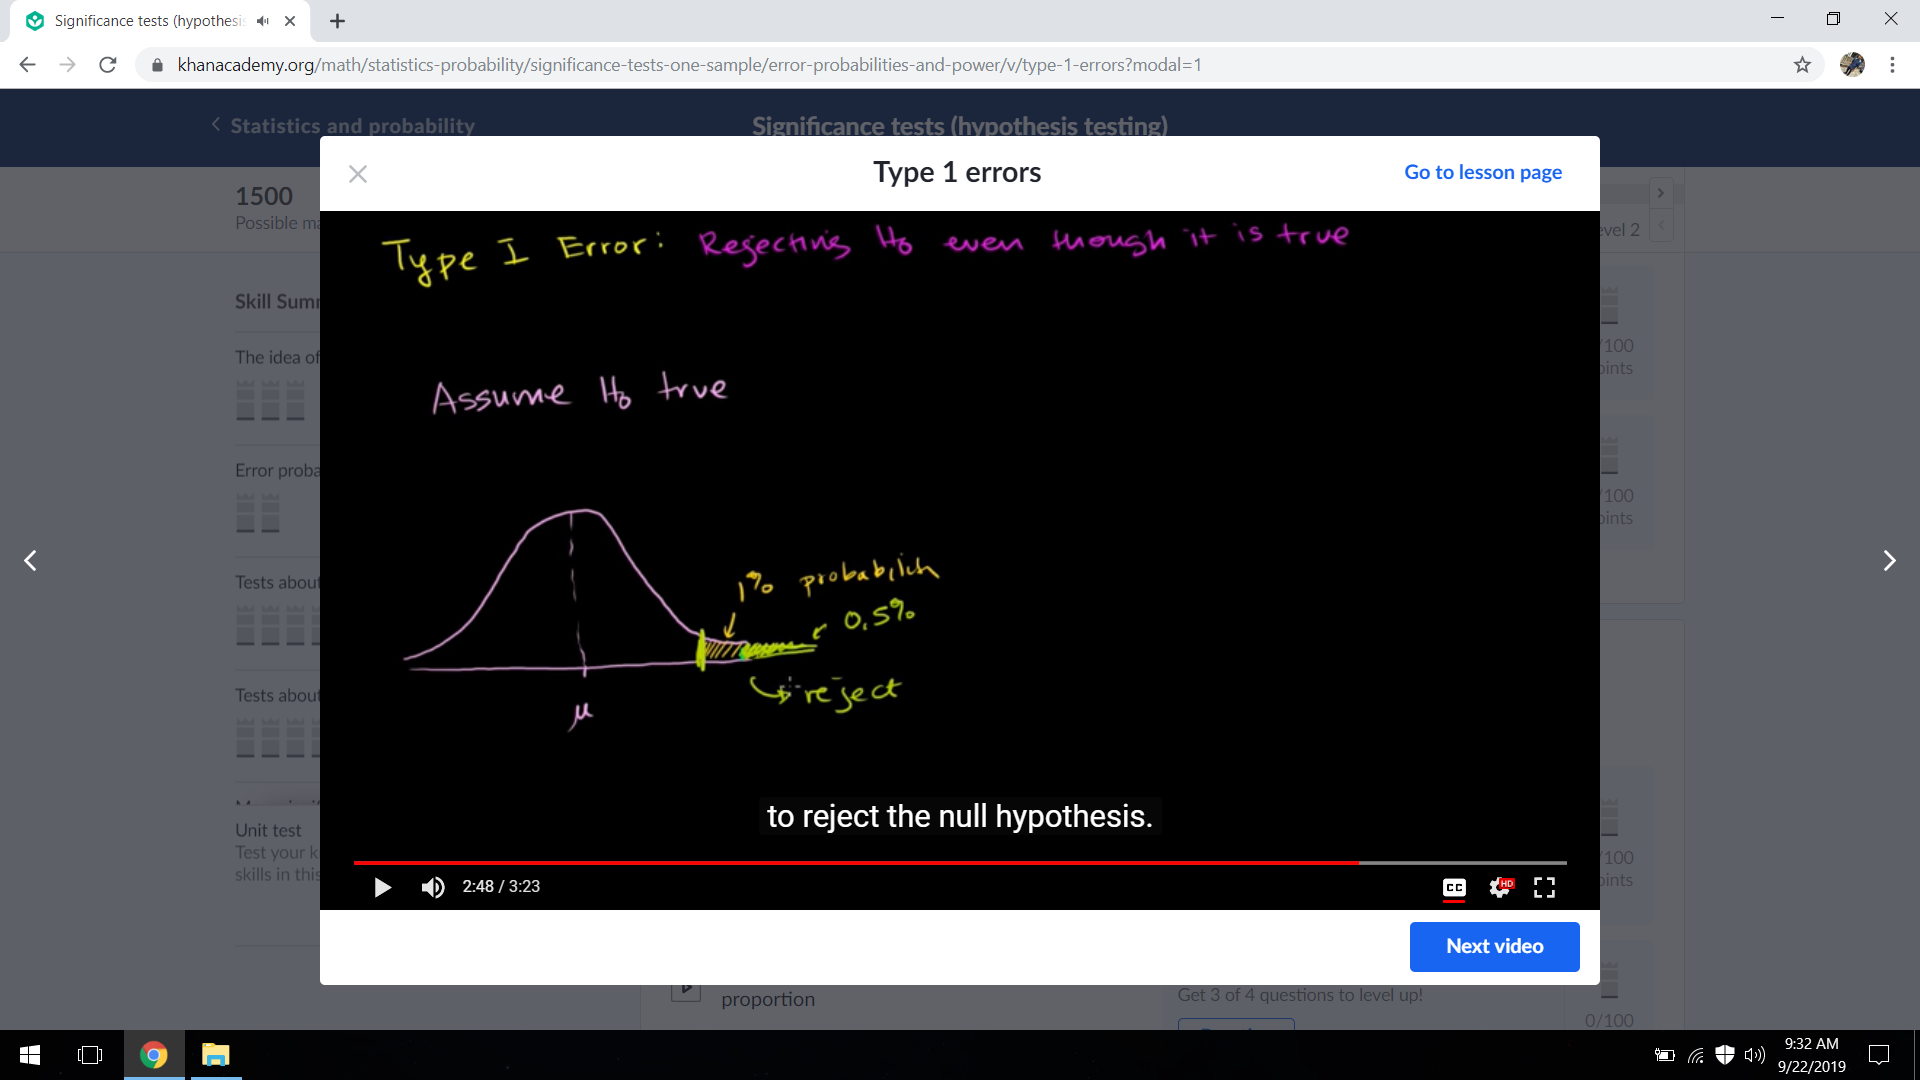 Significance tests (hypothesis
khanacademy.org/math/statistics-probability/significance-tests-one-sample/error-probabilities-and-power/v/type-1-errors?modal=1
Statistics and probability
Significance tests (hypothesis testing)
Type 1 errors
Go to lesson page
1500
Possible ma
evel 2
Type I Error: Rejecting H₀ even though it is true
Skill Summ
The idea of
/100
oints
Assume H₀ true
Error proba
/100
oints
Tests about
1% probability
0.5%
reject
Tests about
μ
to reject the null hypothesis.
Unit test
Test your k
skills in this
/100
oints
2:48 / 3:23
CC
HD
Next video
proportion
Get 3 of 4 questions to level up!
0/100
9:32 AM
9/22/2019